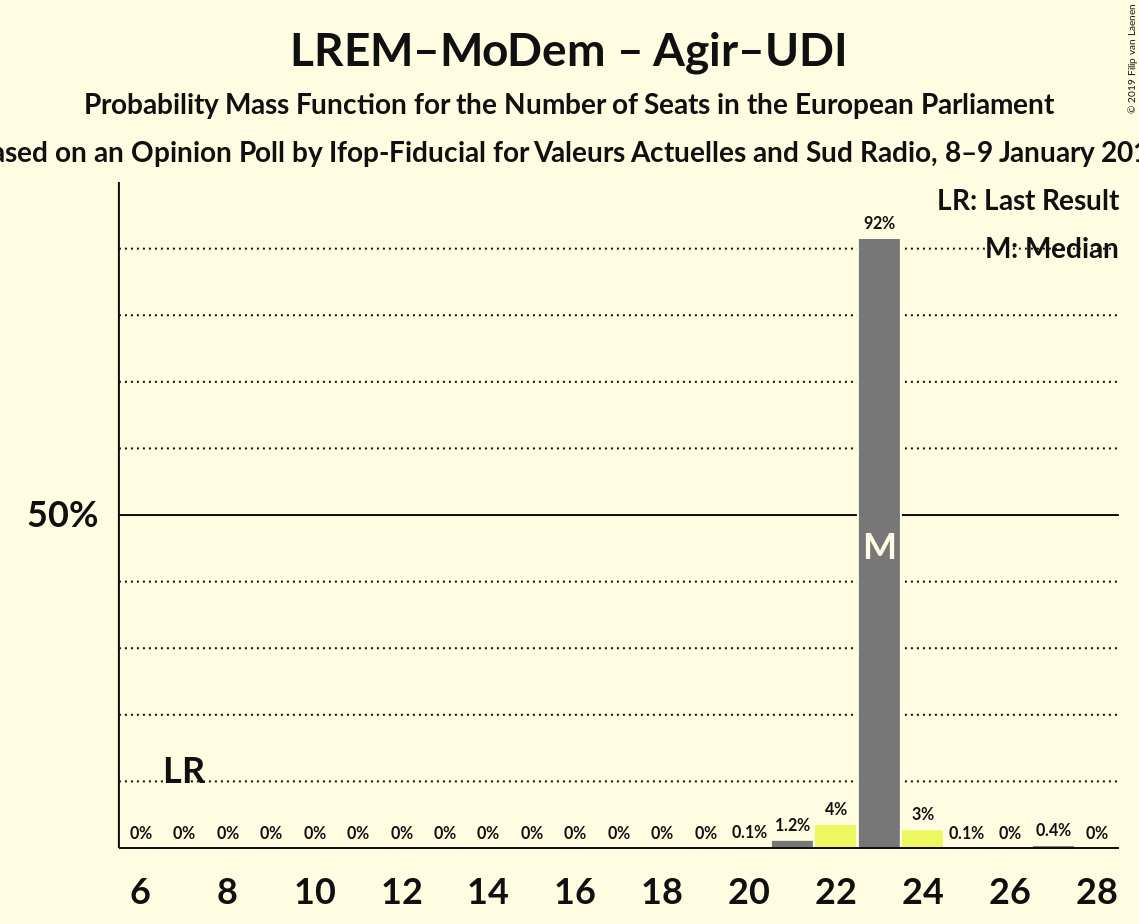 LREM–MoDem – Agir–UDI
Probability Mass Function for the Number of Seats in the European Parliament
ased on an Opinion Poll by Ifop-Fiducial for Valeurs Actuelles and Sud Radio, 8–9 January 201
© 2019 Filip van Laenen
LR: Last Result
M: Median
92%
50%
M
LR
0% 0% 0% 0% 0% 0% 0% 0% 0% 0% 0% 0% 0% 0% 0.1% 1.2% 4% 3% 0.1% 0% 0.4% 0%
6 8 10 12 14 16 18 20 22 24 26 28